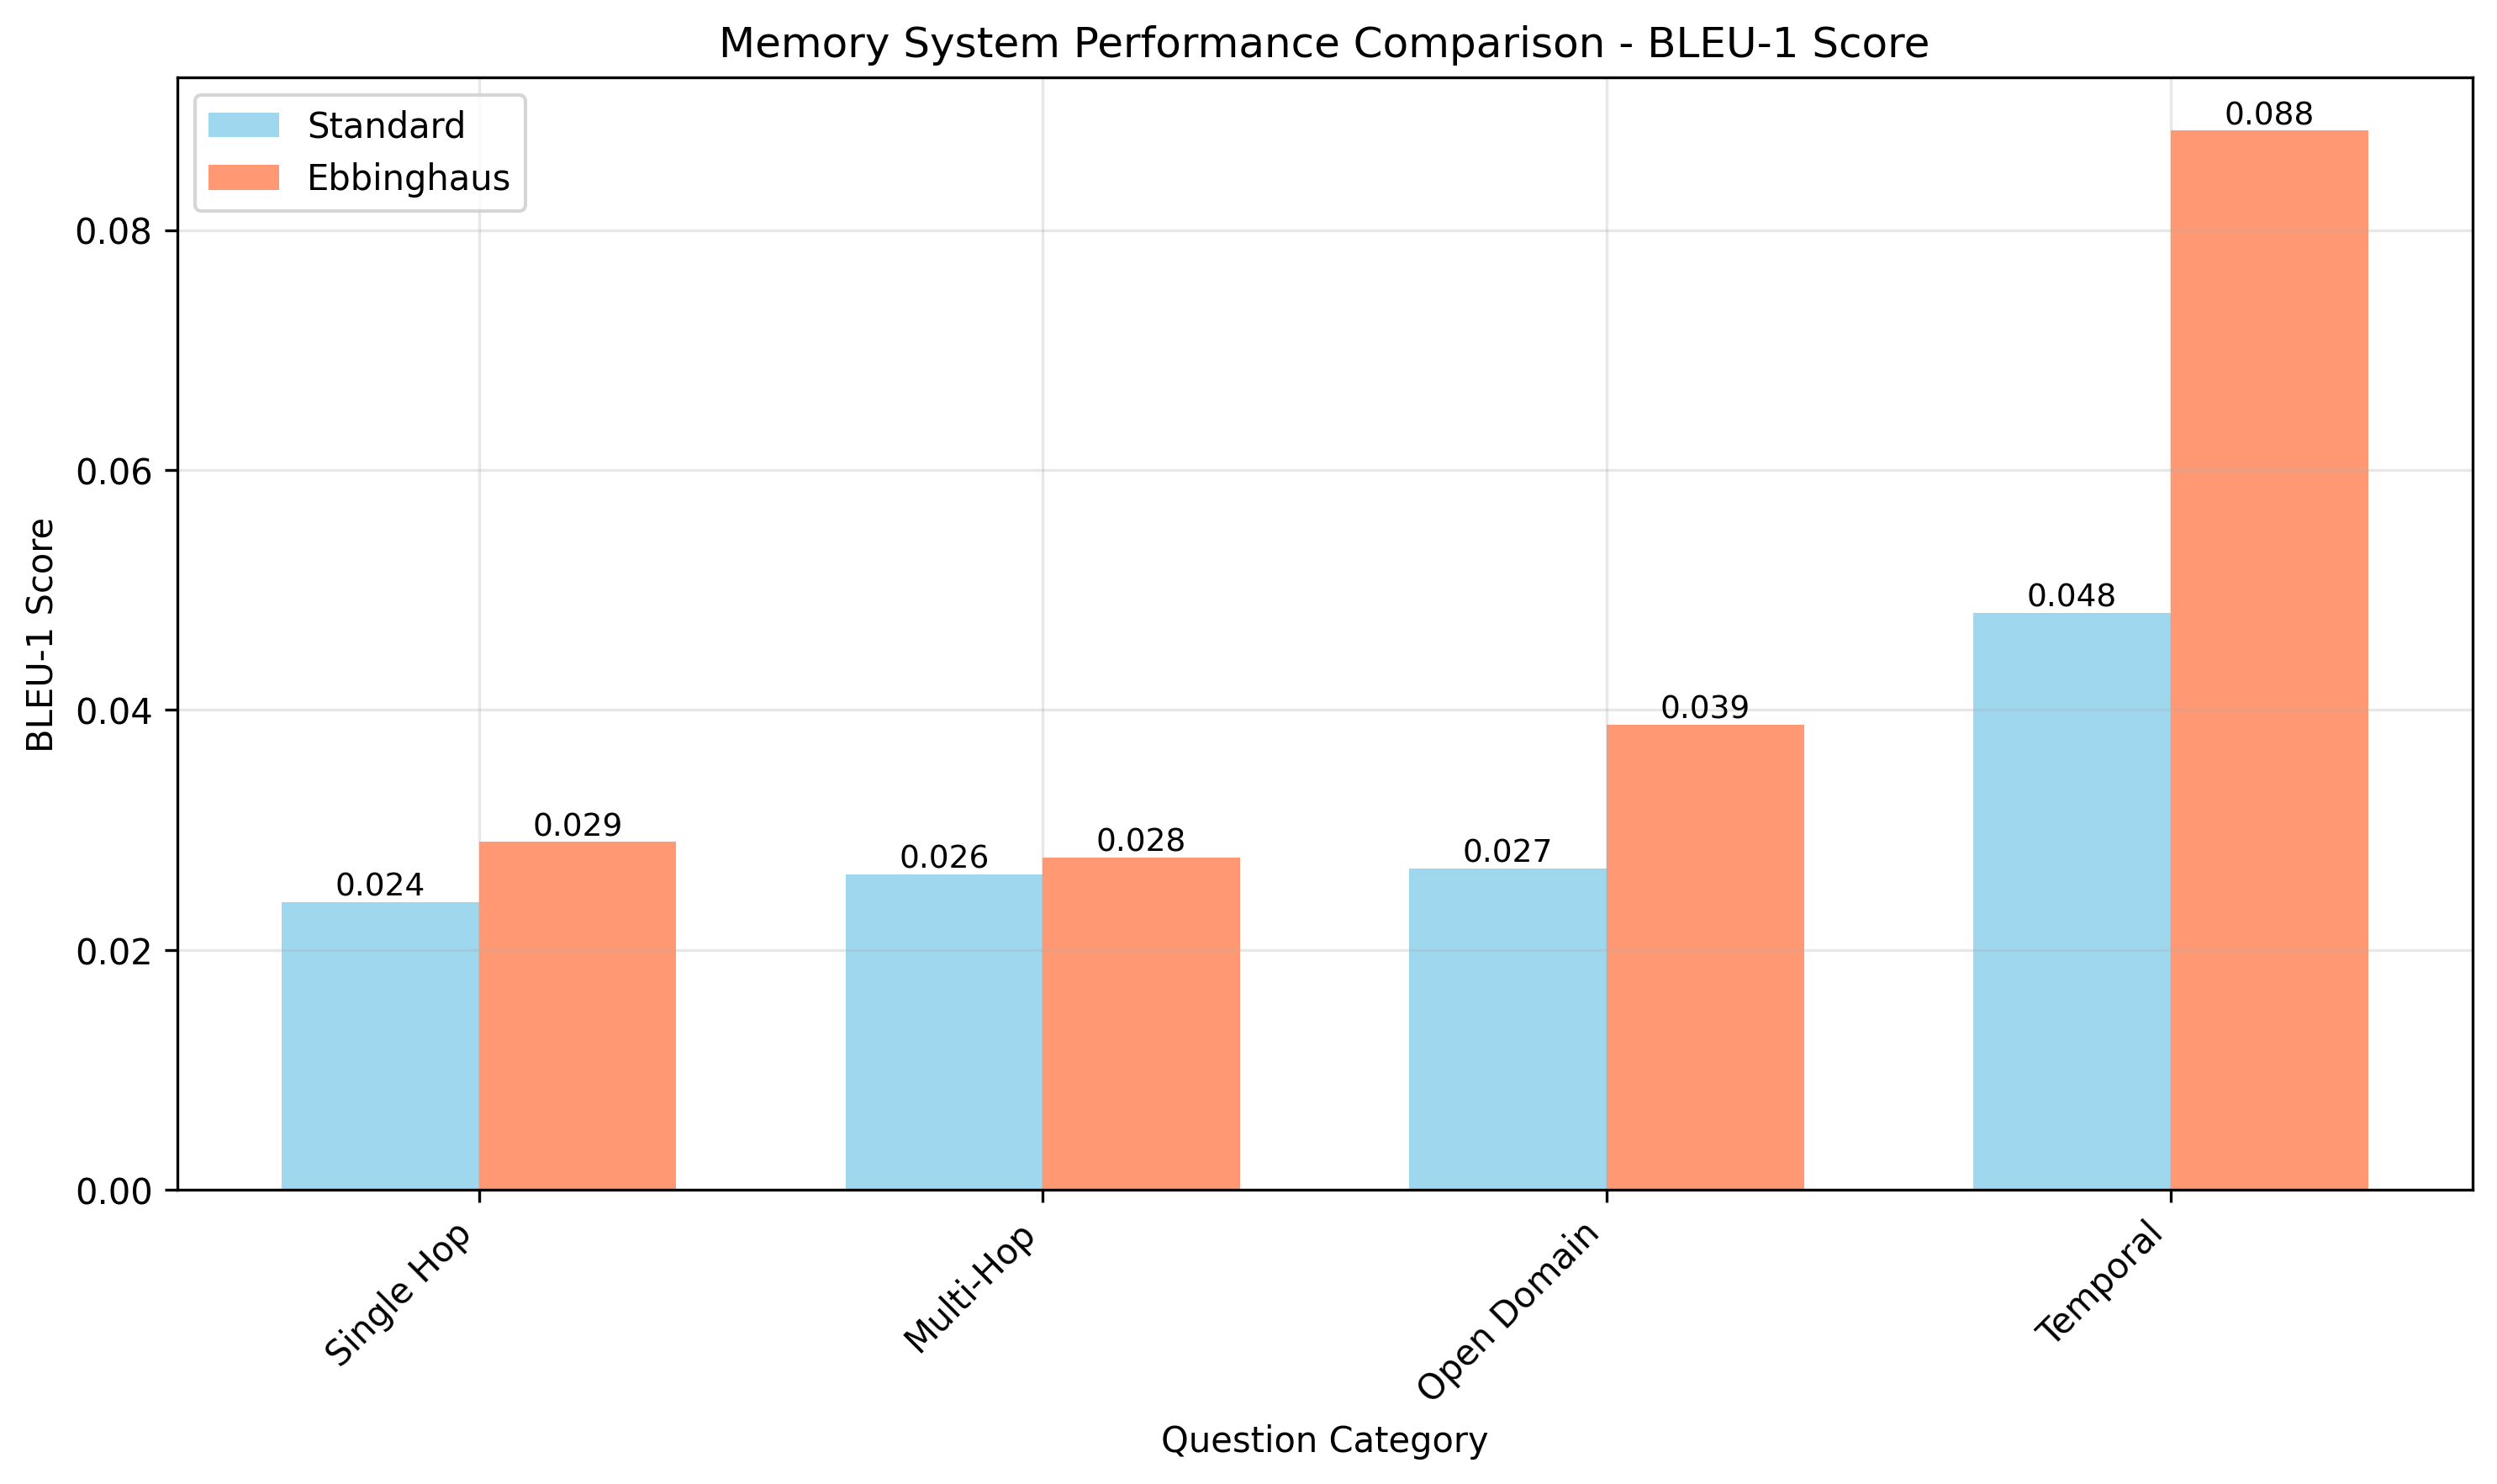 Memory System Performance Comparison - BLEU-1 Score
Standard
Ebbinghaus
BLEU-1 Score
0.08
0.06
0.04
0.02
0.00
0.024
0.029
0.026
0.028
0.027
0.039
0.048
0.088
Single Hop
Multi-Hop
Open Domain
Temporal
Question Category